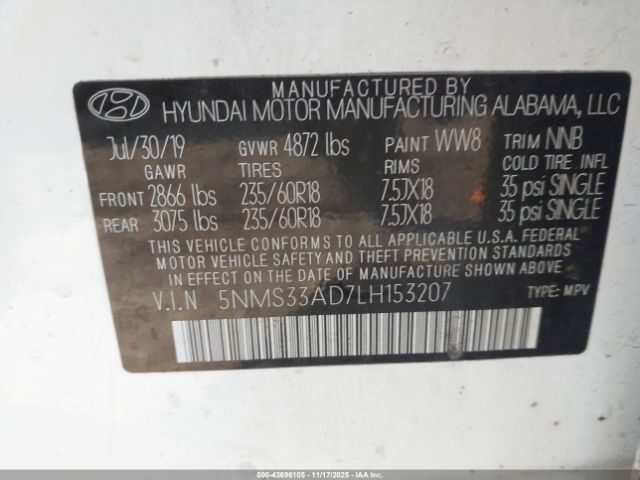 MANUFACTURED BY
HYUNDAI MOTOR MANUFACTURING ALABAMA, LLC
Jul/30/19 GVWR 4872 lbs PAINT WW8 TRIM NNB
GAWR TIRES RIMS COLD TIRE INFL
FRONT 2866 lbs 235/60R18 7.5JX18 35 psi SINGLE
REAR 3075 lbs 235/60R18 7.5JX18 35 psi SINGLE
THIS VEHICLE CONFORMS TO ALL APPLICABLE U.S.A. FEDERAL
MOTOR VEHICLE SAFETY AND THEFT PREVENTION STANDARDS
IN EFFECT ON THE DATE OF MANUFACTURE SHOWN ABOVE.
V.I.N 5NMS33AD7LH153207 TYPE: MPV
000-43696105 - 11/17/2025 - COPYRIGHT IAA, LLC.